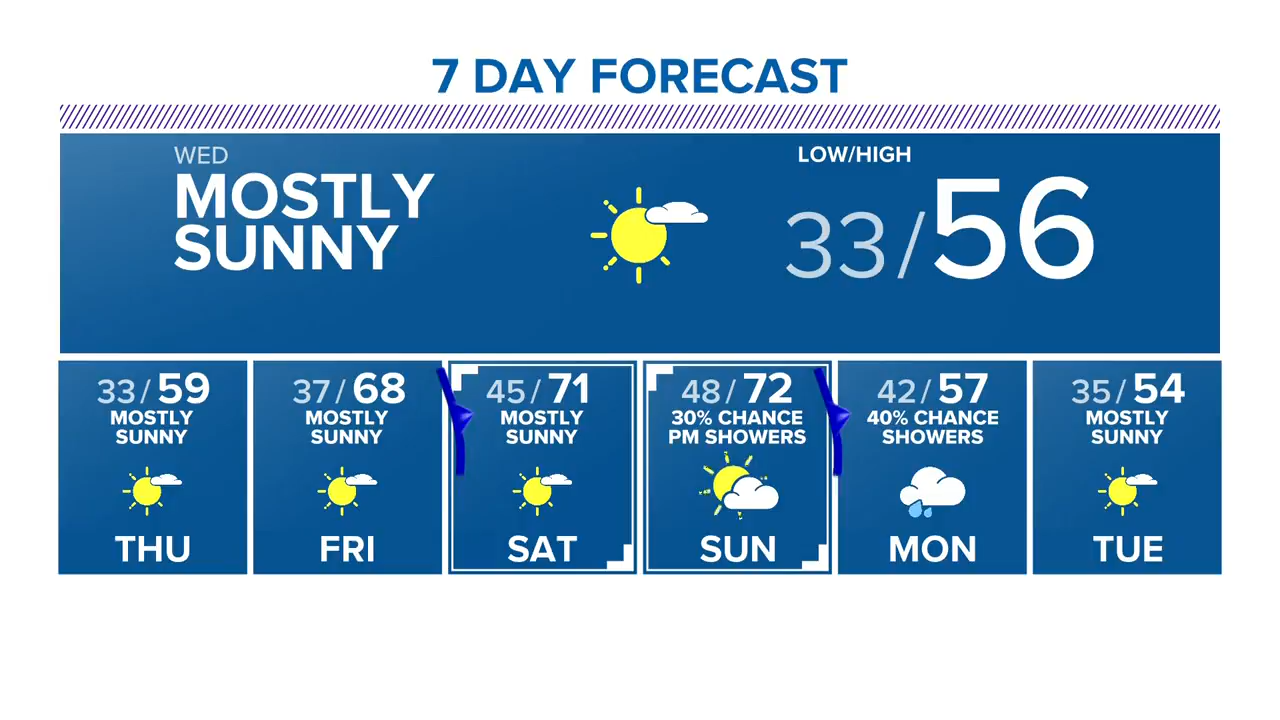 7 DAY FORECAST
WED
MOSTLY
SUNNY
LOW/HIGH
33/56
33/59
MOSTLY
SUNNY
THU
37/68
MOSTLY
SUNNY
FRI
45/71
MOSTLY
SUNNY
SAT
48/72
30% CHANCE
PM SHOWERS
SUN
42/57
40% CHANCE
SHOWERS
MON
35/54
MOSTLY
SUNNY
TUE